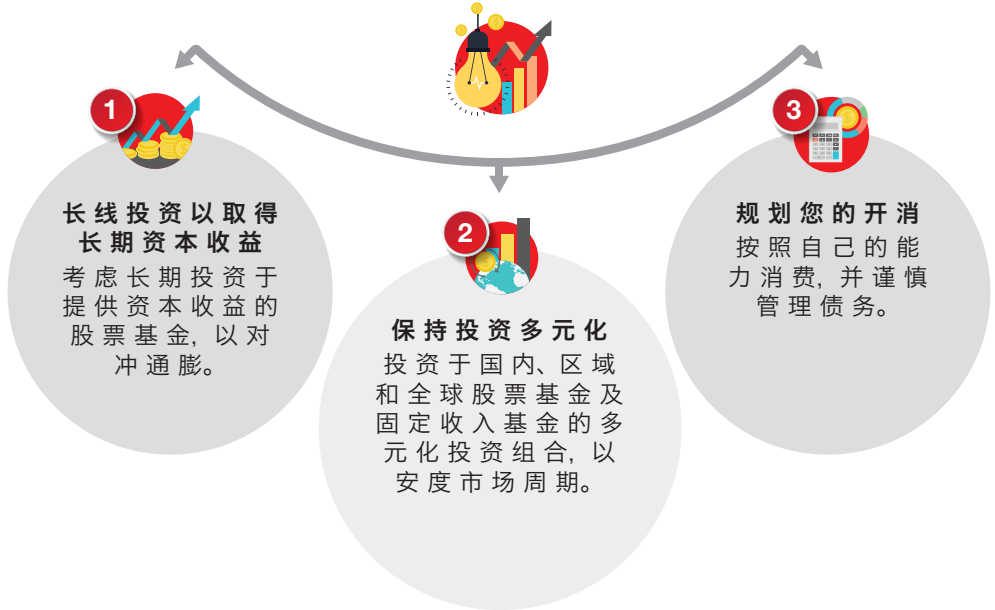 1
长线投资以取得
长期资本收益
考虑长期投资于
提供资本收益的
股票基金, 以对
冲通膨。
2
保持投资多元化
投资于国内、区域
和全球股票基金及
固定收入基金的多
元化投资组合, 以
安度市场周期。
3
规划您的开消
按照自己的能
力消费, 并谨慎
管理债务。